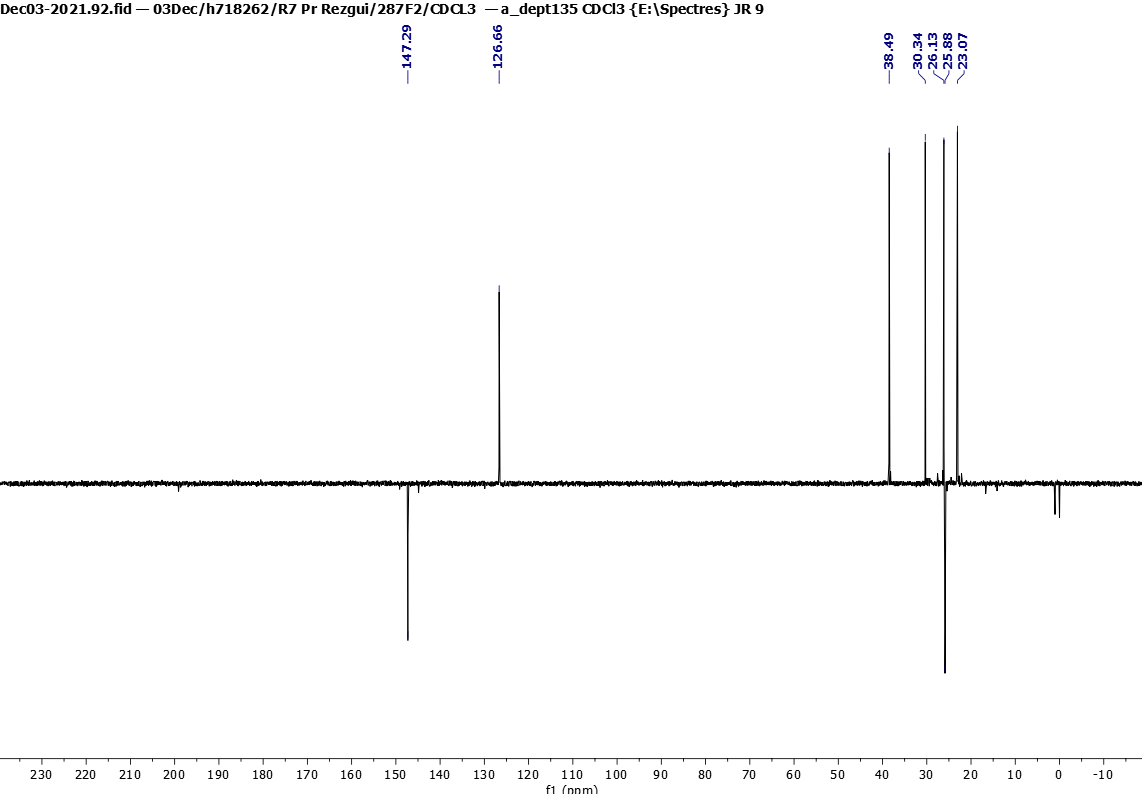 Dec03-2021.92.fid — 03Dec/h718262/R7 Pr Rezgui/287F2/CDCL3 — a_dept135 CDCl3 {E:\Spectres} JR 9
147.29
126.66
38.49
30.34
26.13
25.88
23.07
230 220 210 200 190 180 170 160 150 140 130 120 110 100 90 80 70 60 50 40 30 20 10 0 -10
f1 (ppm)